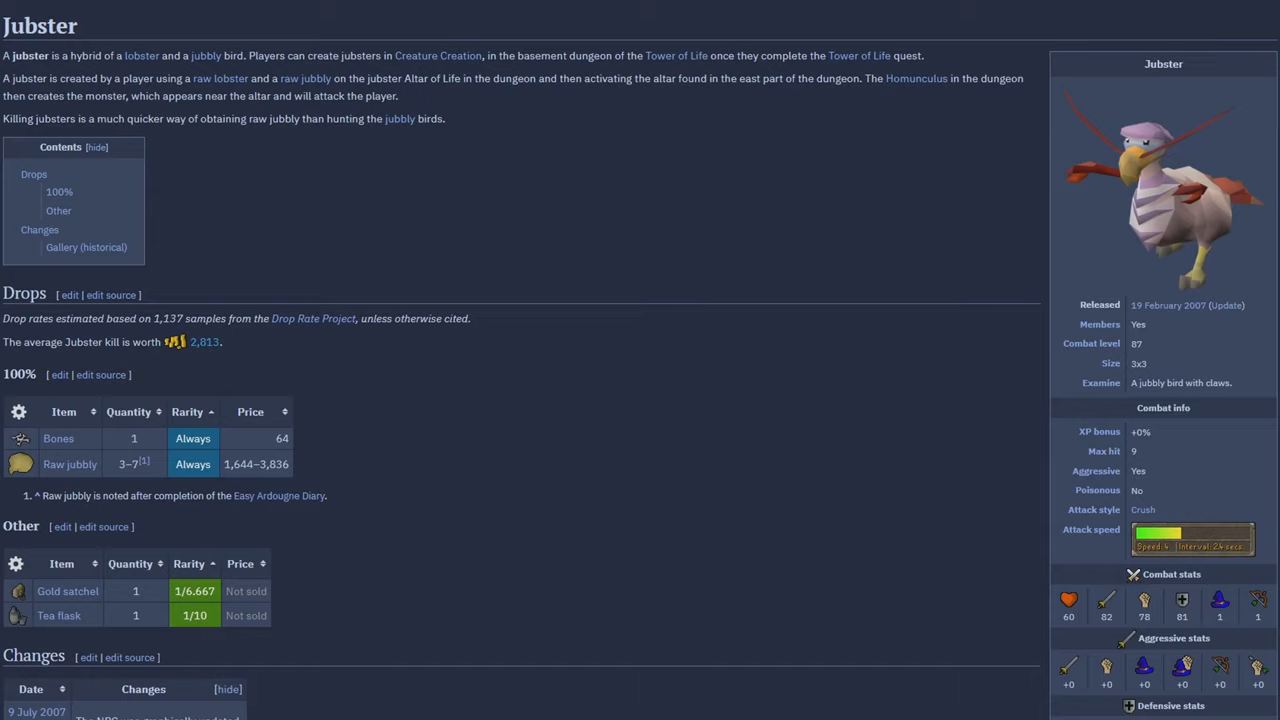 Jubster
A jubster is a hybrid of a lobster and a jubbly bird. Players can create jubsters in Creature Creation, in the basement dungeon of the Tower of Life once they complete the Tower of Life quest.
A jubster is created by a player using a raw lobster and a raw jubbly on the jubster Altar of Life in the dungeon and then activating the altar found in the east part of the dungeon. The Homunculus in the dungeon
then creates the monster, which appears near the altar and will attack the player.
Killing jubsters is a much quicker way of obtaining raw jubbly than hunting the jubbly birds.
Contents [hide]
Drops
100%
Other
Changes
Gallery (historical)
Drops [ edit | edit source ]
Drop rates estimated based on 1,137 samples from the Drop Rate Project, unless otherwise cited.
The average Jubster kill is worth 2,813.
100% [ edit | edit source ]
Item Quantity Rarity Price
Bones 1 Always 64
Raw jubbly 3–7[1] Always 1,644–3,836
1. ^ Raw jubbly is noted after completion of the Easy Ardougne Diary.
Other [ edit | edit source ]
Item Quantity Rarity Price
Gold satchel 1 1/6.667 Not sold
Tea flask 1 1/10 Not sold
Changes [ edit | edit source ]
Date Changes [hide]
9 July 2007
The NPC was graphically updated
Jubster
Released 19 February 2007 (Update)
Members Yes
Combat level 87
Size 3x3
Examine A jubbly bird with claws.
Combat info
XP bonus +0%
Max hit 9
Aggressive Yes
Poisonous No
Attack style Crush
Attack speed Speed: 4 Interval: 2.4 secs.
Combat stats
60 82 78 81 1 1
Aggressive stats
+0 +0 +0 +0 +0 +0
Defensive stats